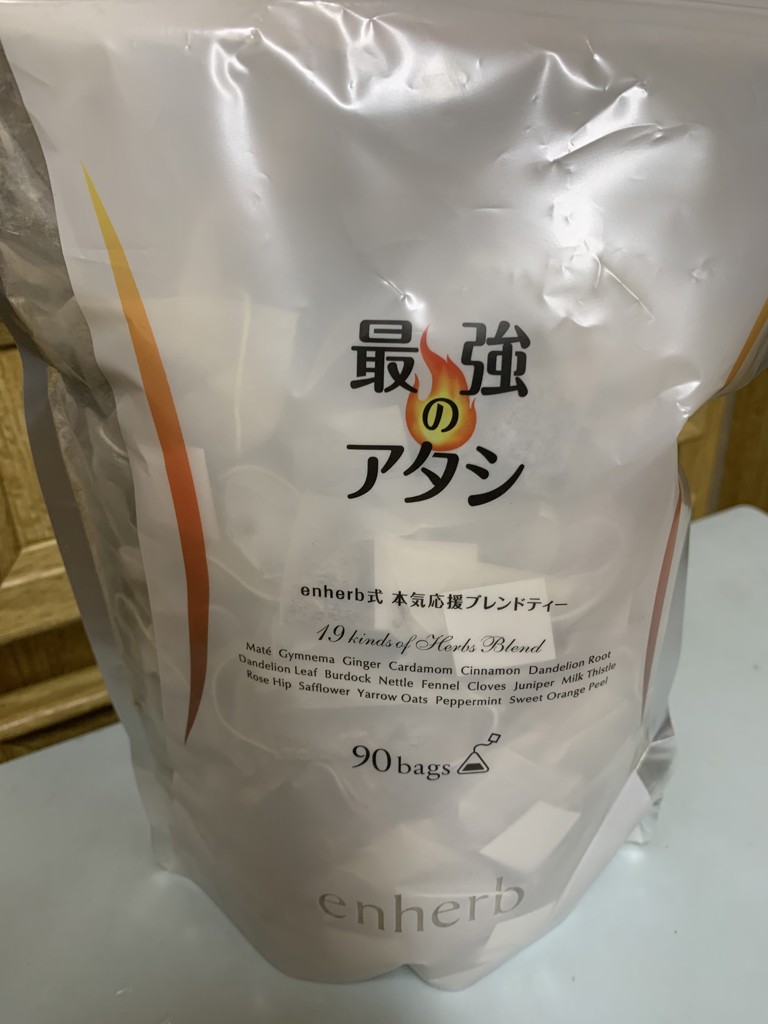 最強
の
アタシ
enherb式 本気応援ブレンドティー
19 kinds of Herbs Blend
Maté Gymnema Ginger Cardamom Cinnamon Dandelion Root
Dandelion Leaf Burdock Nettle Fennel Cloves Juniper Milk Thistle
Rose Hip Safflower Yarrow Oats Peppermint Sweet Orange Peel
90 bags
enherb